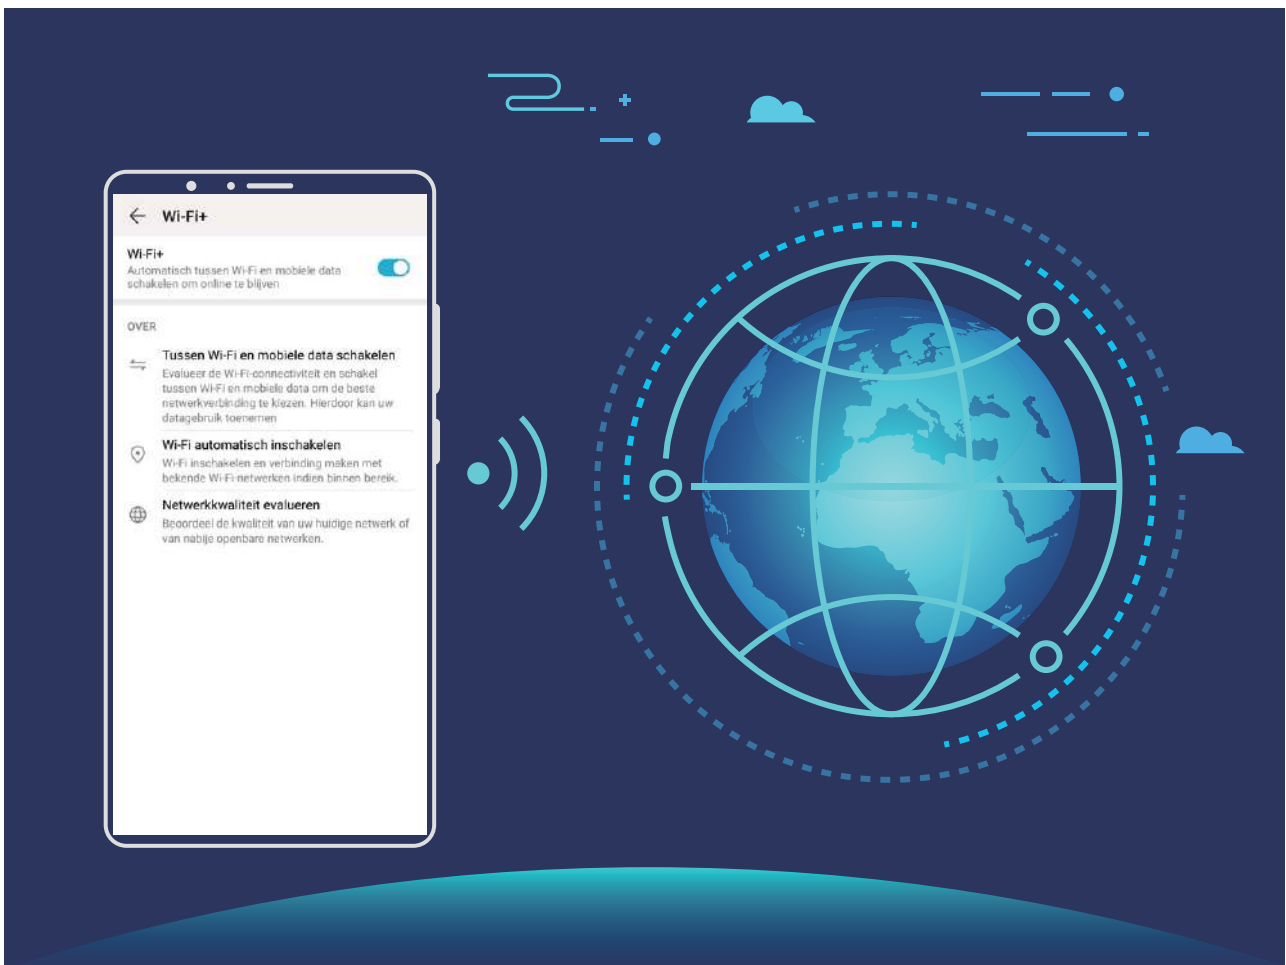 Wi-Fi+
Wi-Fi+
Automatisch tussen Wi-Fi en mobiele data
schakelen om online te blijven
OVER
Tussen Wi-Fi en mobiele data schakelen
Evalueer de Wi-Fi-connectiviteit en schakel
tussen Wi-Fi en mobiele data om de beste
netwerkverbinding te kiezen. Hierdoor kan uw
datagebruik toenemen
Wi-Fi automatisch inschakelen
Wi-Fi inschakelen en verbinding maken met
bekende Wi-Fi-netwerken indien binnen bereik.
Netwerkkwaliteit evalueren
Beoordeel de kwaliteit van uw huidige netwerk of
van nabije openbare netwerken.